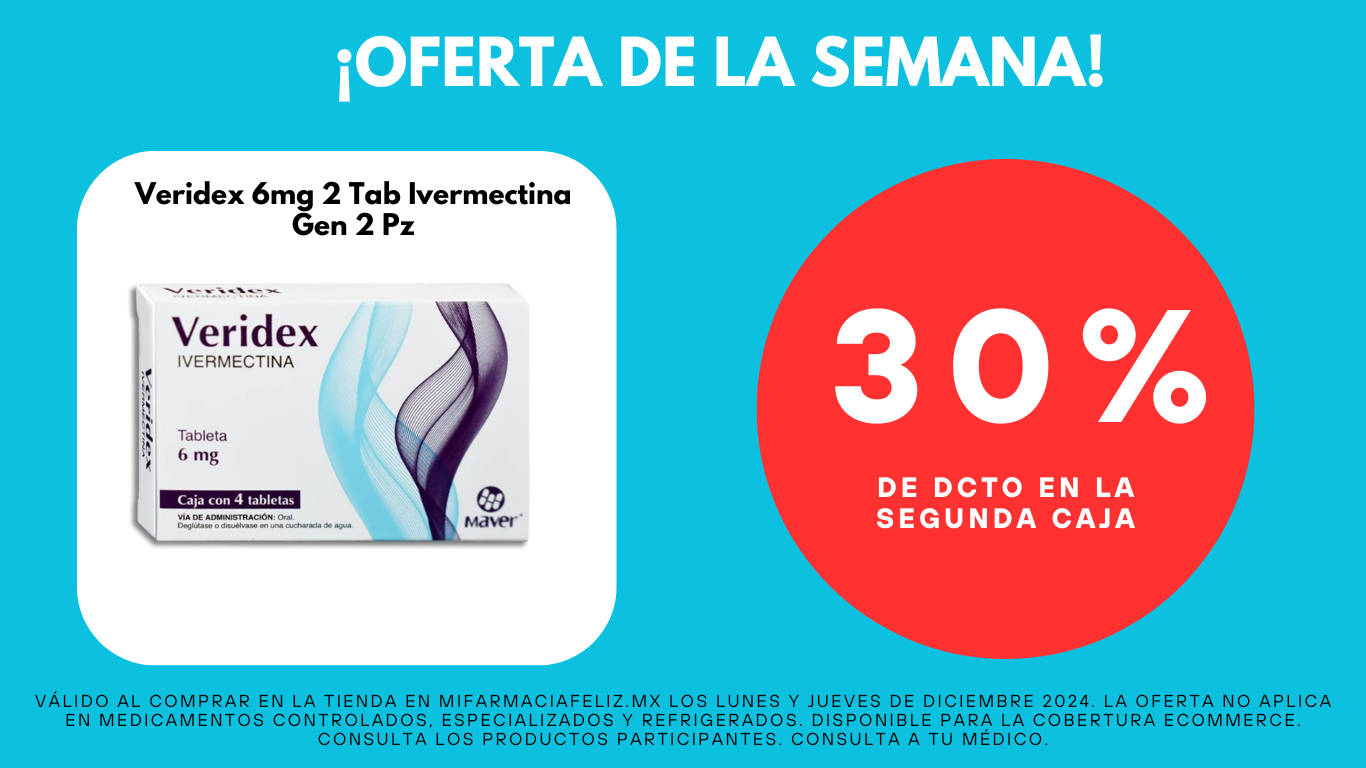 ¡OFERTA DE LA SEMANA!
Veridex 6mg 2 Tab Ivermectina
Gen 2 Pz
Veridex
IVERMECTINA
Veridex
IVERMECTINA
Veridex
IVERMECTINA
Tableta
6 mg
Caja con 4 tabletas
VÍA DE ADMINISTRACIÓN: Oral.
Deglútase o disuélvase en una cucharada de agua.
Maver
30%
DE DCTO EN LA
SEGUNDA CAJA
VÁLIDO AL COMPRAR EN LA TIENDA EN MIFARMACIAFELIZ.MX LOS LUNES Y JUEVES DE DICIEMBRE 2024. LA OFERTA NO APLICA
EN MEDICAMENTOS CONTROLADOS, ESPECIALIZADOS Y REFRIGERADOS. DISPONIBLE PARA LA COBERTURA ECOMMERCE.
CONSULTA LOS PRODUCTOS PARTICIPANTES. CONSULTA A TU MÉDICO.